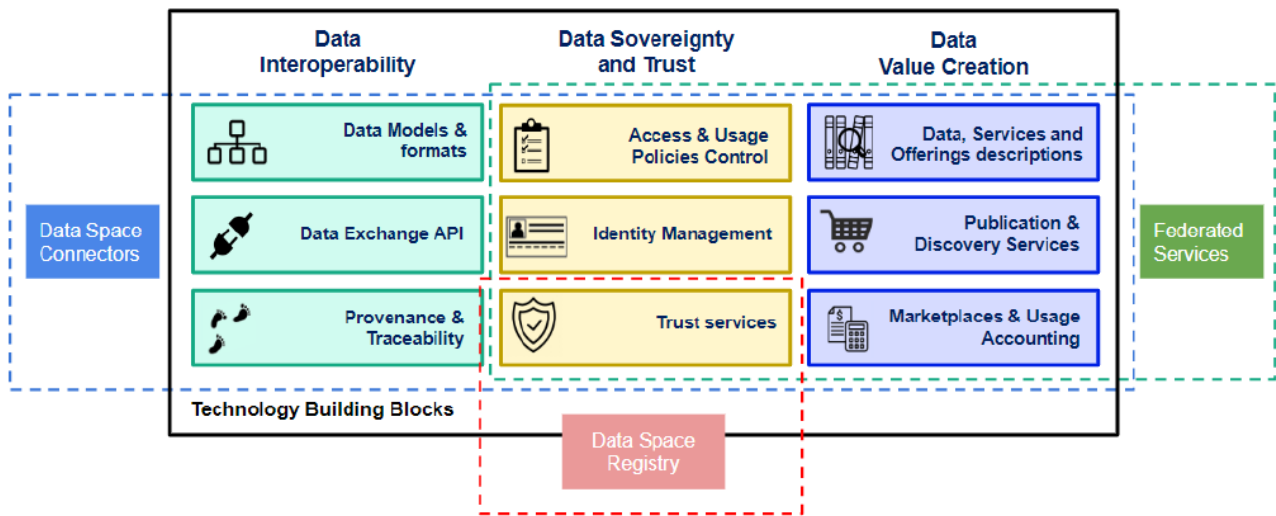 Data
Interoperability
Data Sovereignty
and Trust
Data
Value Creation
Data Models &
formats
Access & Usage
Policies Control
Data, Services and
Offerings descriptions
Data Space
Connectors
Data Exchange API
Identity Management
Publication &
Discovery Services
Federated
Services
Provenance &
Traceability
Trust services
$
Marketplaces & Usage
Accounting
Technology Building Blocks
Data Space
Registry